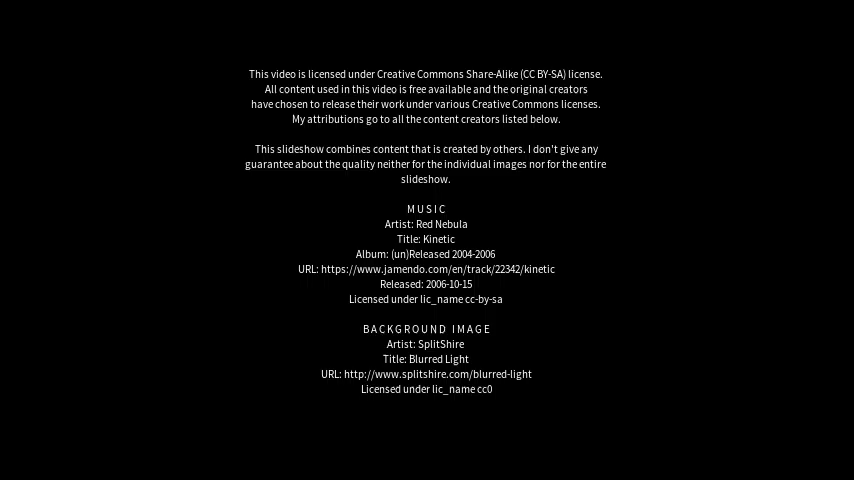 This video is licensed under Creative Commons Share-Alike (CC BY-SA) license.
All content used in this video is free available and the original creators
have chosen to release their work under various Creative Commons licenses.
My attributions go to all the content creators listed below.
This slideshow combines content that is created by others. I don't give any
guarantee about the quality neither for the individual images nor for the entire
slideshow.
MUSIC
Artist: Red Nebula
Title: Kinetic
Album: (un)Released 2004-2006
URL: https://www.jamendo.com/en/track/22342/kinetic
Released: 2006-10-15
Licensed under lic_name cc-by-sa
BACKGROUND IMAGE
Artist: SplitShire
Title: Blurred Light
URL: http://www.splitshire.com/blurred-light
Licensed under lic_name cc0